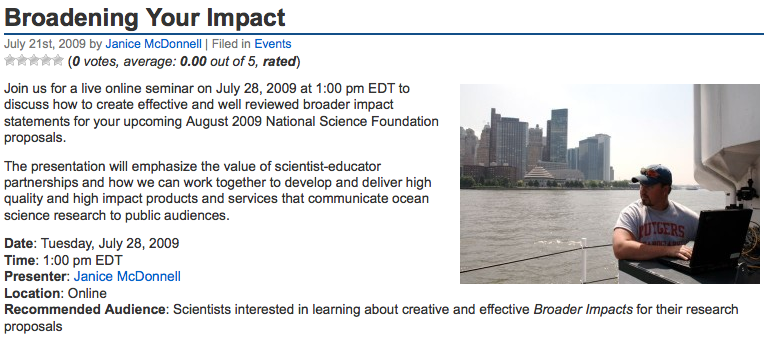 Broadening Your Impact
July 21st, 2009 by Janice McDonnell | Filed in Events
(0 votes, average: 0.00 out of 5, rated)
Join us for a live online seminar on July 28, 2009 at 1:00 pm EDT to
discuss how to create effective and well reviewed broader impact
statements for your upcoming August 2009 National Science Foundation
proposals.
The presentation will emphasize the value of scientist-educator
partnerships and how we can work together to develop and deliver high
quality and high impact products and services that communicate ocean
science research to public audiences.
RUTGERS
Date: Tuesday, July 28, 2009
Time: 1:00 pm EDT
Presenter: Janice McDonnell
Location: Online
Recommended Audience: Scientists interested in learning about creative and effective Broader Impacts for their research
proposals